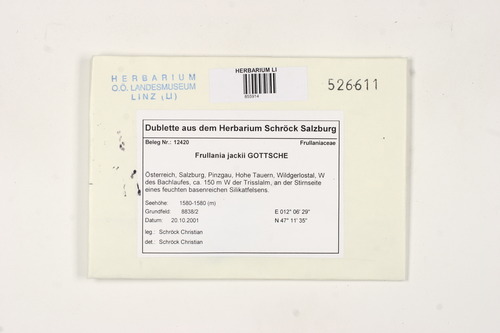 HERBARIUM
O.Ö. LANDESMUSEUM
LINZ (LI)
HERBARIUM LI
526611
Dublette aus dem Herbarium Schröck Salzburg
Beleg Nr.: 12420 Frullaniaceae
Frullania jackii GOTTSCHE
Österreich, Salzburg, Pinzgau, Hohe Tauern, Wildgerlostal, W
des Bachlaufes, ca. 150 m W der Trisslalm, an der Stirnseite
eines feuchten basenreichen Silikatfelsens.
Seehöhe: 1580-1580 (m)
Grundfeld: 8838/2 E 012° 06' 29"
Datum: 20.10.2001 N 47° 11' 35"
leg.: Schröck Christian
det.: Schröck Christian